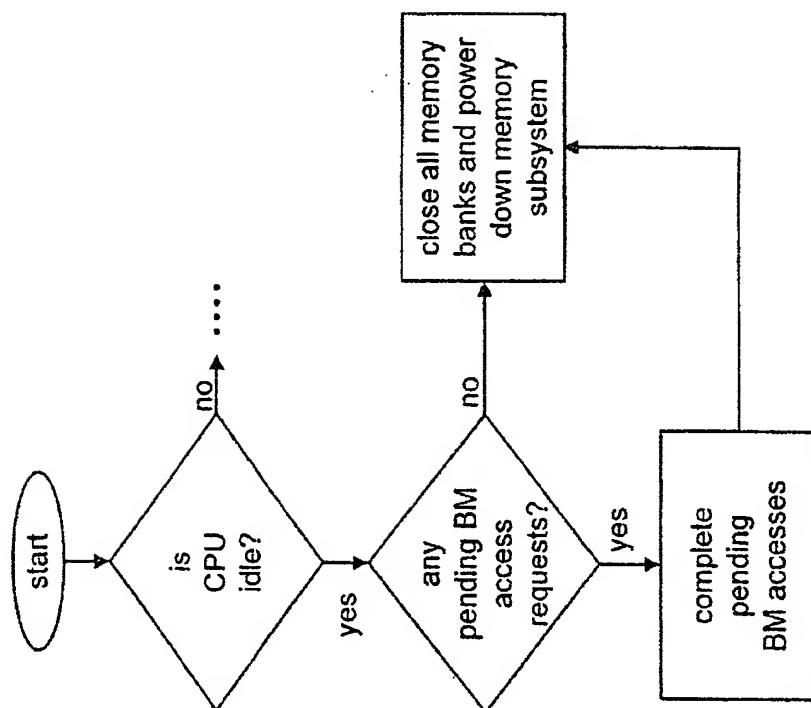 start
is
CPU
idle?
no
....
yes
any
pending BM
access
requests?
no
close all memory
banks and power
down memory
subsystem
yes
complete
pending
BM accesses